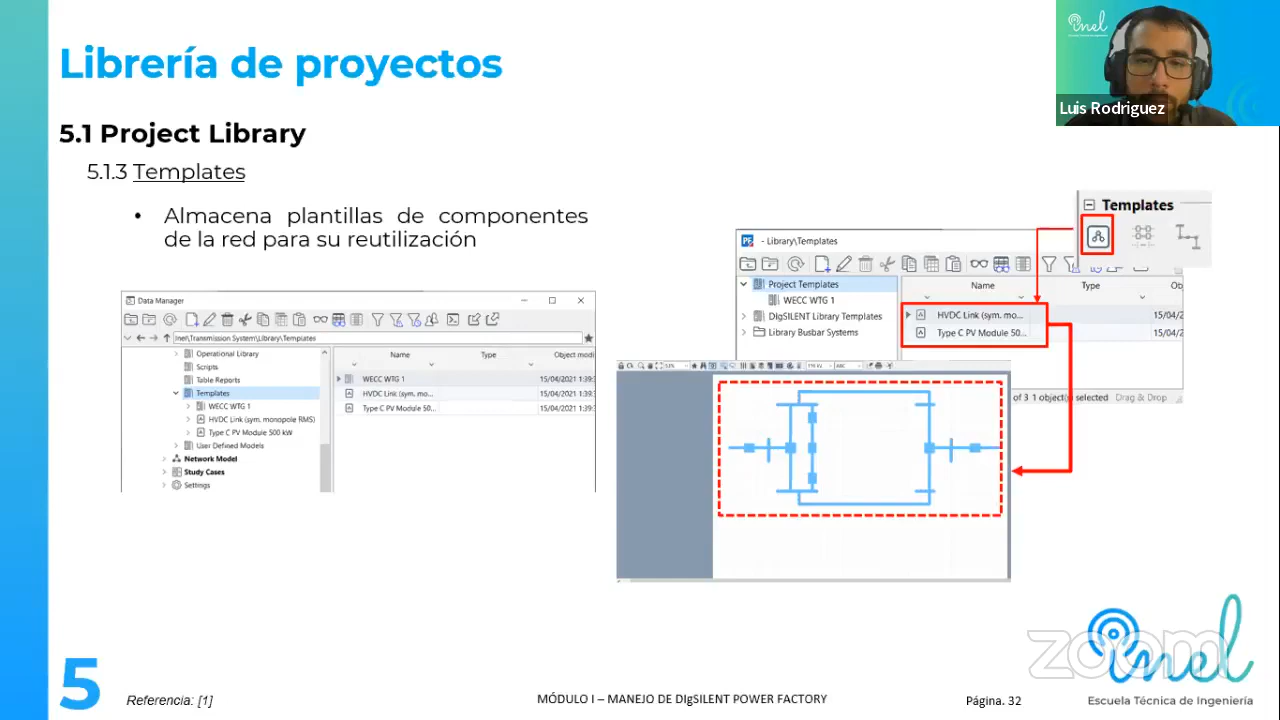 Librería de proyectos
inel
Luis Rodriguez
5.1 Project Library
5.1.3 Templates
• Almacena plantillas de componentes
de la red para su reutilización
Templates
- Library\Templates
Project Templates
WECC WTG 1
DIgSILENT Library Templates
Library Busbar Systems
Name
Type
HVDC Link (sym. mo...
15/04/2
Type C PV Module 50...
15/04/2
of 3 1 object(s) selected Drag & Drop
Data Manager
Inel\Transmission System\Library\Templates
Operational Library
Scripts
Table Reports
Templates
WECC WTG 1
HVDC Link (sym. monopole RMS)
Type C PV Module 500 kW
User Defined Models
Network Model
Study Cases
Settings
Name
Type
Object modi
WECC WTG 1
15/04/2021 1:39:
HVDC Link (sym. mo...
15/04/2021 1:39:
Type C PV Module 50...
15/04/2021 1:39:
zoom
inel
Escuela Técnica de Ingeniería
5
Referencia: [1]
MÓDULO I – MANEJO DE DIgSILENT POWER FACTORY
Página. 32